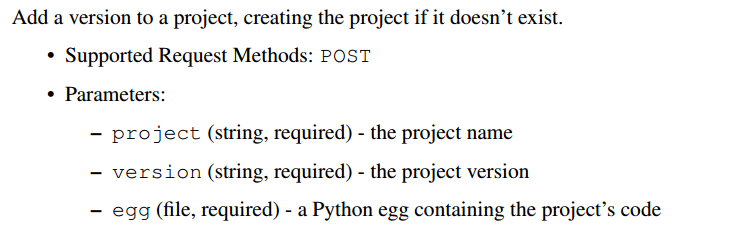 Add a version to a project, creating the project if it doesn’t exist.
• Supported Request Methods: POST
• Parameters:
– project (string, required) - the project name
– version (string, required) - the project version
– egg (file, required) - a Python egg containing the project’s code